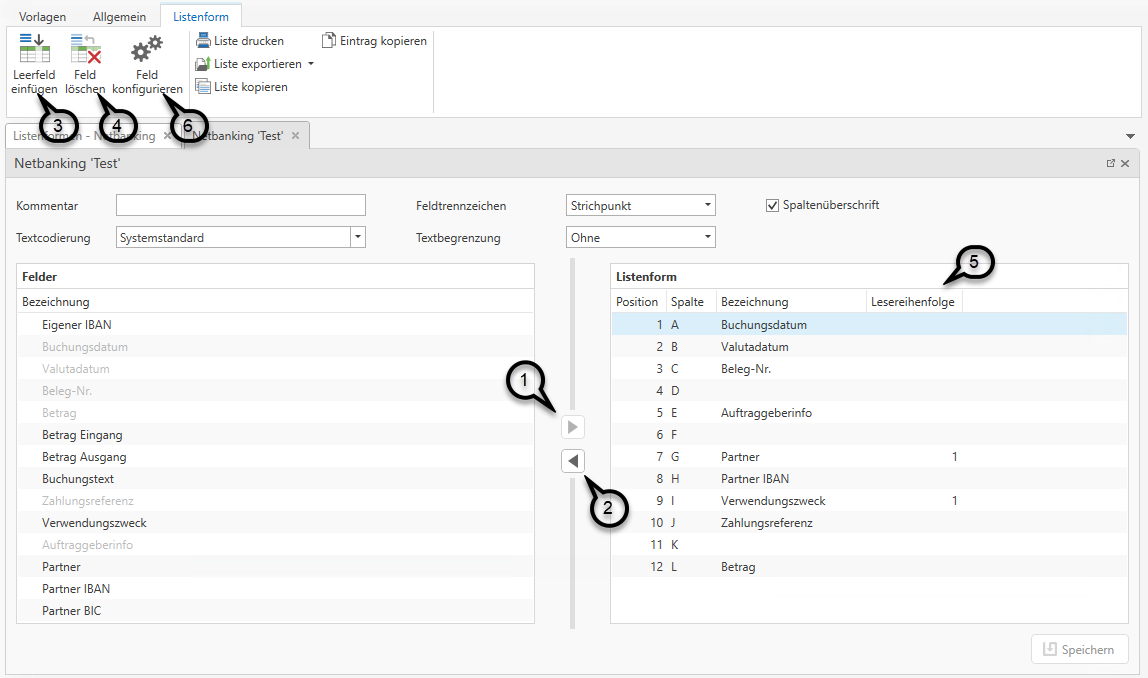 Vorlagen Allgemein Listenform
Leerfeld einfügen
Feld löschen
Feld konfigurieren
Liste drucken
Liste exportieren
Liste kopieren
Eintrag kopieren
3 4 6
Listenformen - Netbanking Netbanking 'Test'
Netbanking 'Test'
Kommentar Feldtrennzeichen Strichpunkt Spaltenüberschrift
Textcodierung Systemstandard Textbegrenzung Ohne
Felder
Bezeichnung
Eigener IBAN
Buchungsdatum
Valutadatum
Beleg-Nr.
Betrag
Betrag Eingang
Betrag Ausgang
Buchungstext
Zahlungsreferenz
Verwendungszweck
Auftraggeberinfo
Partner
Partner IBAN
Partner BIC
1
2
5
Listenform
Position Spalte Bezeichnung Lesereihenfolge
1 A Buchungsdatum
2 B Valutadatum
3 C Beleg-Nr.
4 D
5 E Auftraggeberinfo
6 F
7 G Partner 1
8 H Partner IBAN
9 I Verwendungszweck 1
10 J Zahlungsreferenz
11 K
12 L Betrag
Speichern